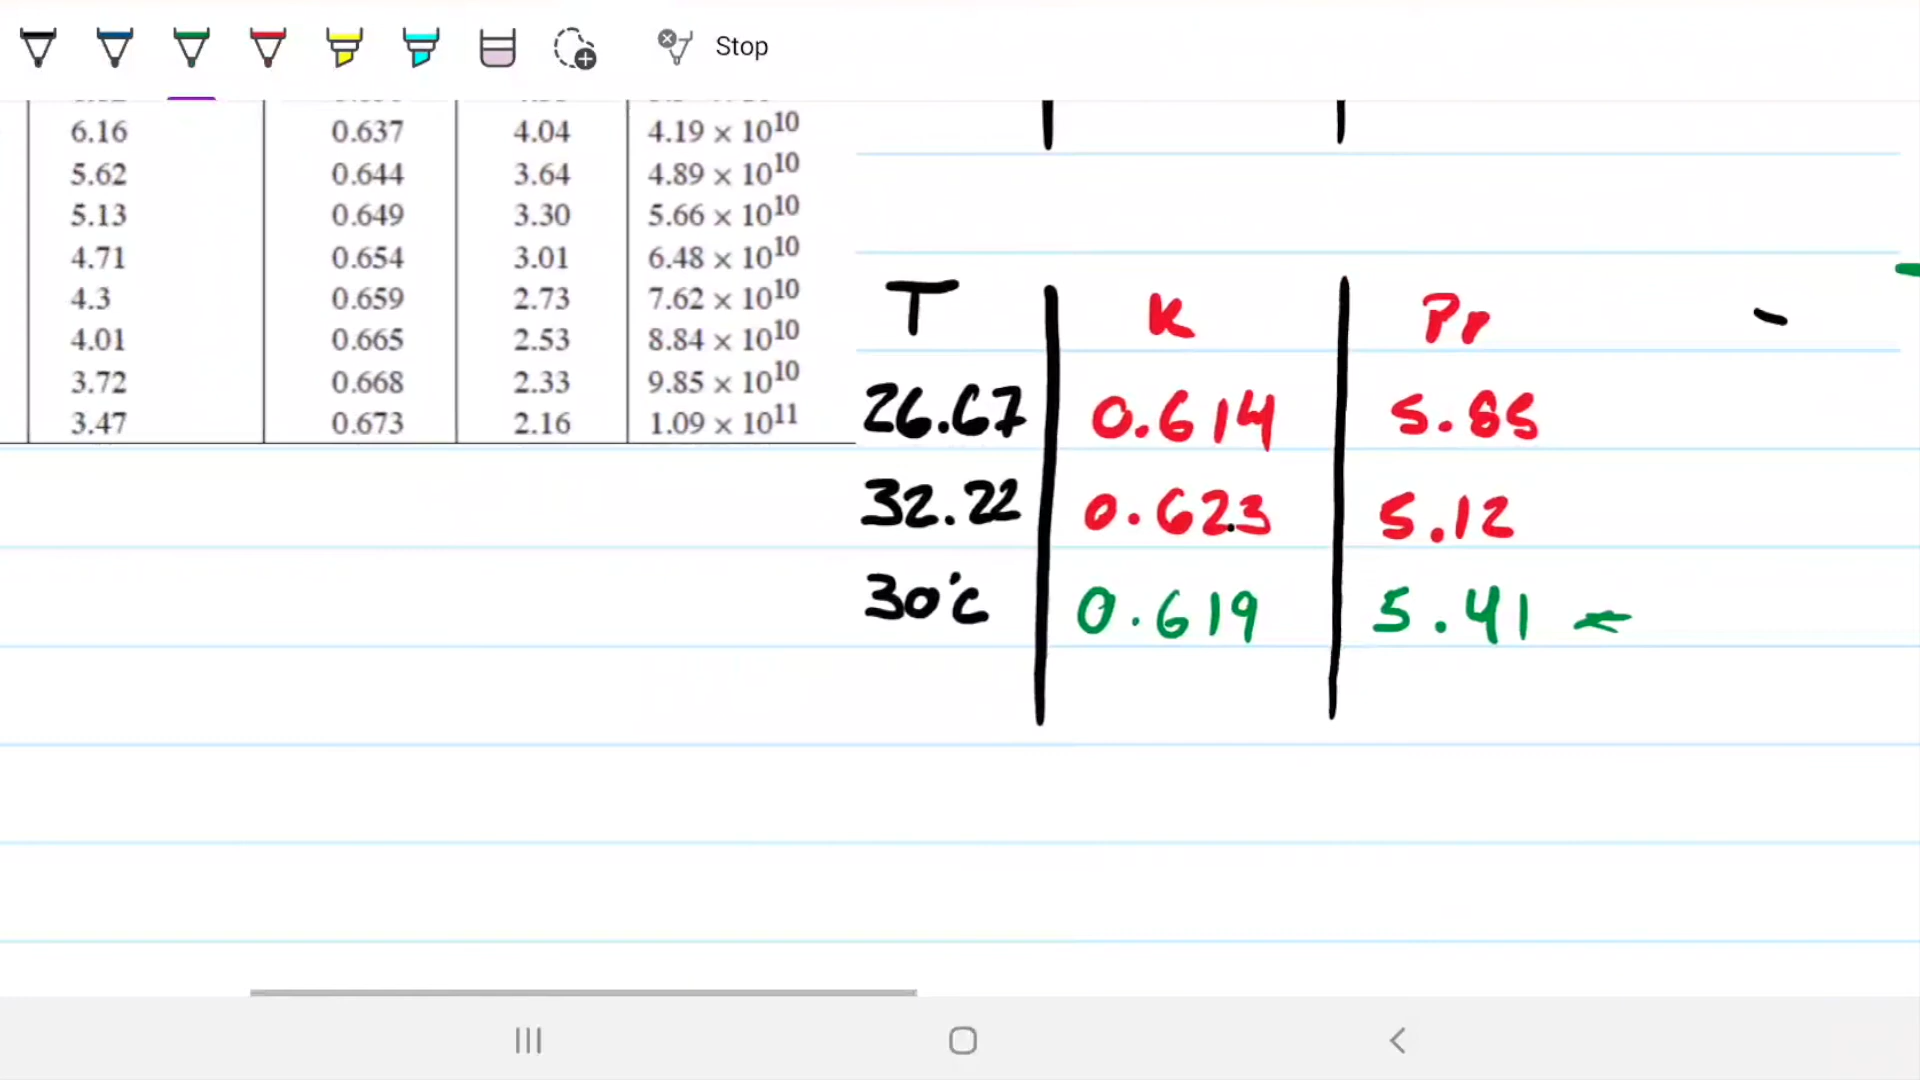 Stop
6.16 0.637 4.04 4.19 × 10^10
5.62 0.644 3.64 4.89 × 10^10
5.13 0.649 3.30 5.66 × 10^10
4.71 0.654 3.01 6.48 × 10^10
4.3 0.659 2.73 7.62 × 10^10
4.01 0.665 2.53 8.84 × 10^10
3.72 0.668 2.33 9.85 × 10^10
3.47 0.673 2.16 1.09 × 10^11
T K Pr
26.67 0.614 5.85
32.22 0.623 5.12
30°C 0.619 5.41 ←